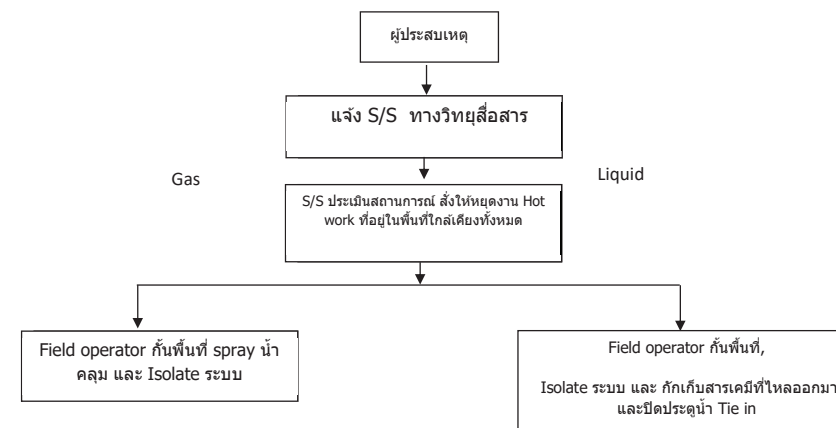 ผู้ประสบเหตุ
แจ้ง S/S ทางวิทยุสื่อสาร
Gas
Liquid
S/S ประเมินสถานการณ์ สั่งให้หยุดงาน Hot
work ที่อยู่ในพื้นที่ใกล้เคียงทั้งหมด
Field operator กั้นพื้นที่ spray น้ำ
คลุม และ Isolate ระบบ
Field operator กั้นพื้นที่,
Isolate ระบบ และ กักเก็บสารเคมีที่ไหลออกมา
และปิดประตูน้ำ Tie in